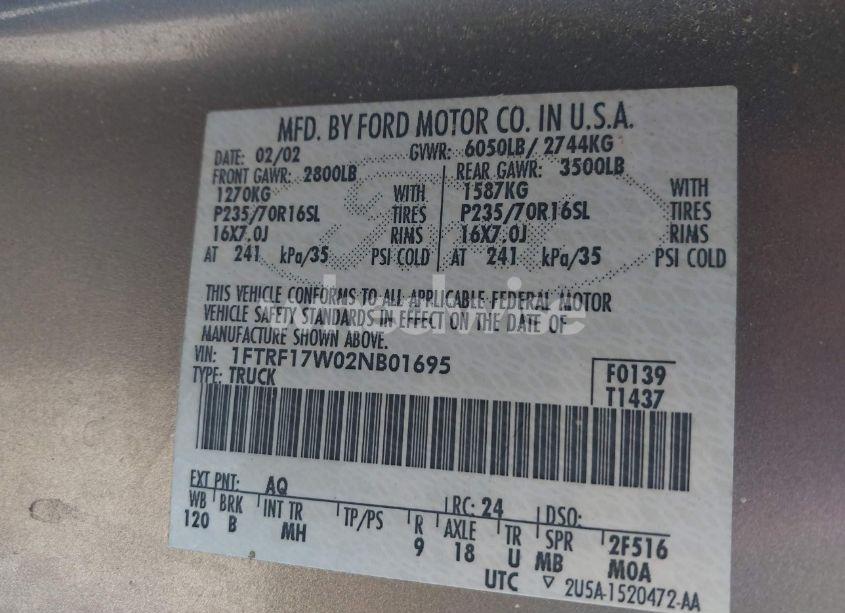 MFD. BY FORD MOTOR CO. IN U.S.A.
DATE: 02/02 GVWR: 6050LB/ 2744KG
FRONT GAWR: 2800LB REAR GAWR: 3500LB
1270KG WITH 1587KG WITH
P235/70R16SL TIRES P235/70R16SL TIRES
16X7.0J RIMS 16X7.0J RIMS
AT 241 kPa/35 PSI COLD AT 241 kPa/35 PSI COLD
THIS VEHICLE CONFORMS TO ALL APPLICABLE FEDERAL MOTOR
VEHICLE SAFETY STANDARDS IN EFFECT ON THE DATE OF
MANUFACTURE SHOWN ABOVE.
VIN: 1FTRF17W02NB01695 F0139
TYPE: TRUCK T1437
EXT PNT: AQ RC: 24 DSO:
WB BRK INT TR TP/PS R AXLE TR SPR 2F516
120 B MH 9 18 U MB MOA
UTC ▽ 2U5A-1520472-AA